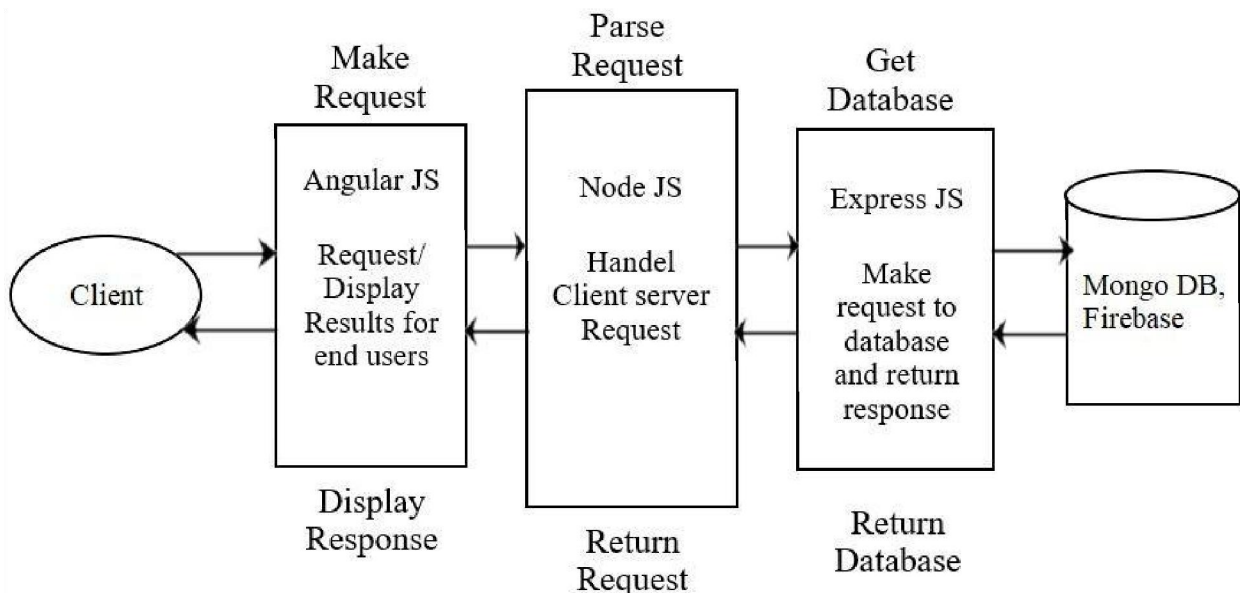 Make
Request
Parse
Request
Get
Database
Client
Angular JS
Request/
Display
Results for
end users
Node JS
Handel
Client server
Request
Express JS
Make
request to
database
and return
response
Mongo DB,
Firebase
Display
Response
Return
Request
Return
Database